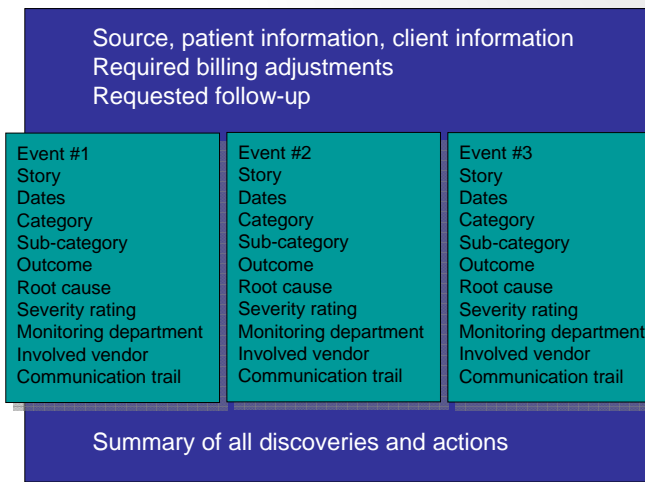 Source, patient information, client information
Required billing adjustments
Requested follow-up
Event #1
Story
Dates
Category
Sub-category
Outcome
Root cause
Severity rating
Monitoring department
Involved vendor
Communication trail
Event #2
Story
Dates
Category
Sub-category
Outcome
Root cause
Severity rating
Monitoring department
Involved vendor
Communication trail
Event #3
Story
Dates
Category
Sub-category
Outcome
Root cause
Severity rating
Monitoring department
Involved vendor
Communication trail
Summary of all discoveries and actions